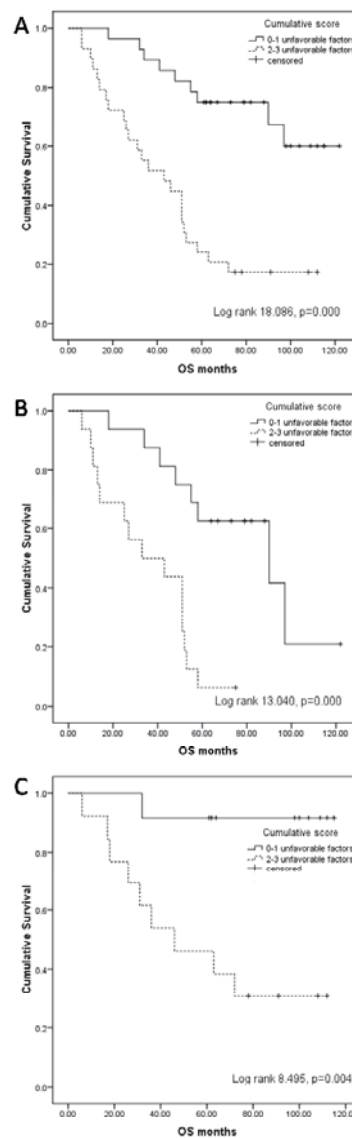 A
Cumulative score
0-1 unfavorable factors
2-3 unfavorable factors
censored
1.0
0.8
0.6
0.4
0.2
0.0
Cumulative Survival
Log rank 18.086, p=0.000
0.00 20.00 40.00 60.00 80.00 100.00 120.00
OS months
B
Cumulative score
0-1 unfavorable factors
2-3 unfavorable factors
censored
1.0
0.8
0.6
0.4
0.2
0.0
Cumulative Survival
Log rank 13.040, p=0.000
0.00 20.00 40.00 60.00 80.00 100.00 120.00
OS months
C
1.0
0.8
0.6
0.4
0.2
0.0
Cumulative Survival
Cumulative score
0-1 unfavorable factors
2-3 unfavorable factors
censored
Log rank 8.495, p=0.004
0.00 20.00 40.00 60.00 80.00 100.00 120.00
OS months